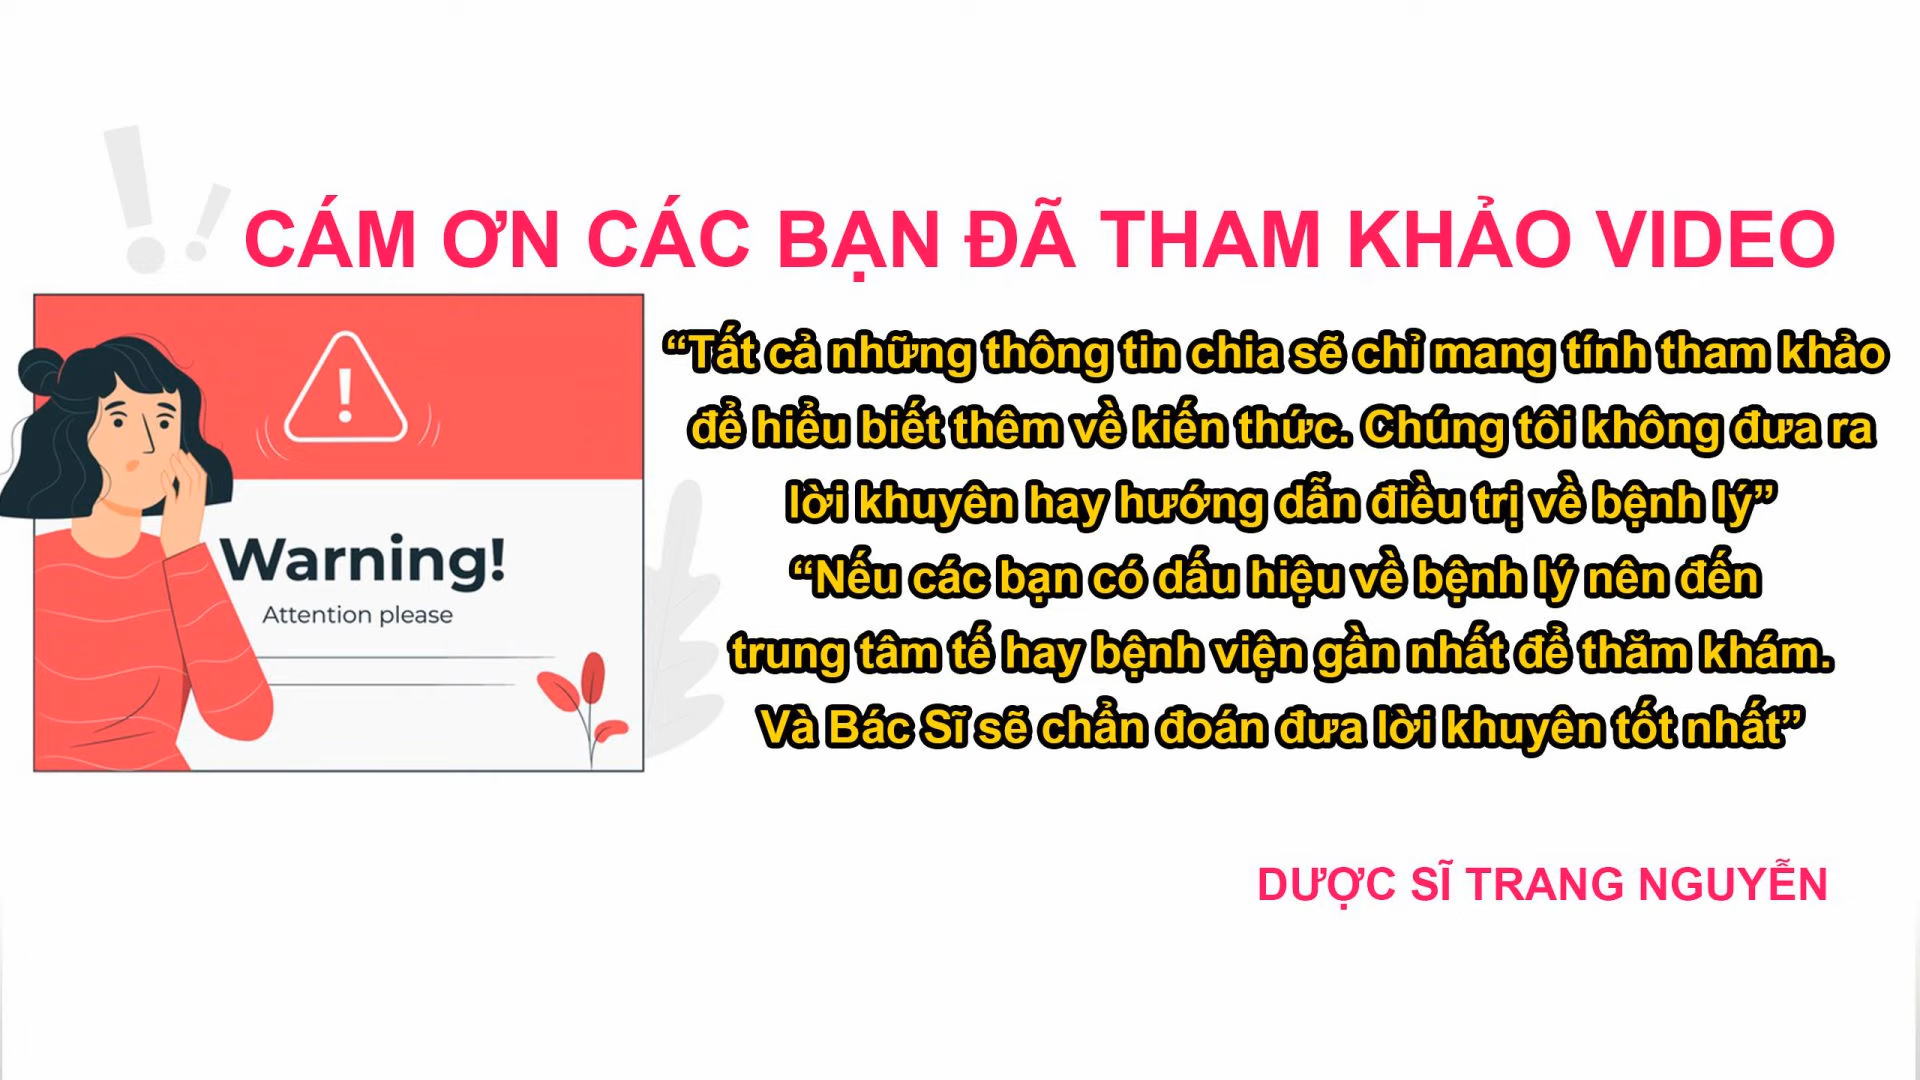 CÁM ƠN CÁC BẠN ĐÃ THAM KHẢO VIDEO
Warning!
Attention please
“Tất cả những thông tin chia sẽ chỉ mang tính tham khảo
để hiểu biết thêm về kiến thức. Chúng tôi không đưa ra
lời khuyên hay hướng dẫn điều trị về bệnh lý”
“Nếu các bạn có dấu hiệu về bệnh lý nên đến
trung tâm tế hay bệnh viện gần nhất để thăm khám.
Và Bác Sĩ sẽ chẩn đoán đưa lời khuyên tốt nhất”
DƯỢC SĨ TRANG NGUYỄN